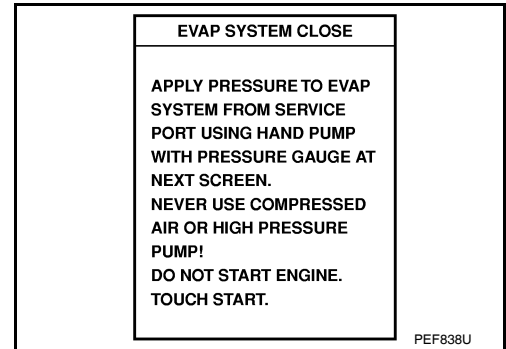 EVAP SYSTEM CLOSE
APPLY PRESSURE TO EVAP
SYSTEM FROM SERVICE
PORT USING HAND PUMP
WITH PRESSURE GAUGE AT
NEXT SCREEN.
NEVER USE COMPRESSED
AIR OR HIGH PRESSURE
PUMP!
DO NOT START ENGINE.
TOUCH START.
PEF838U